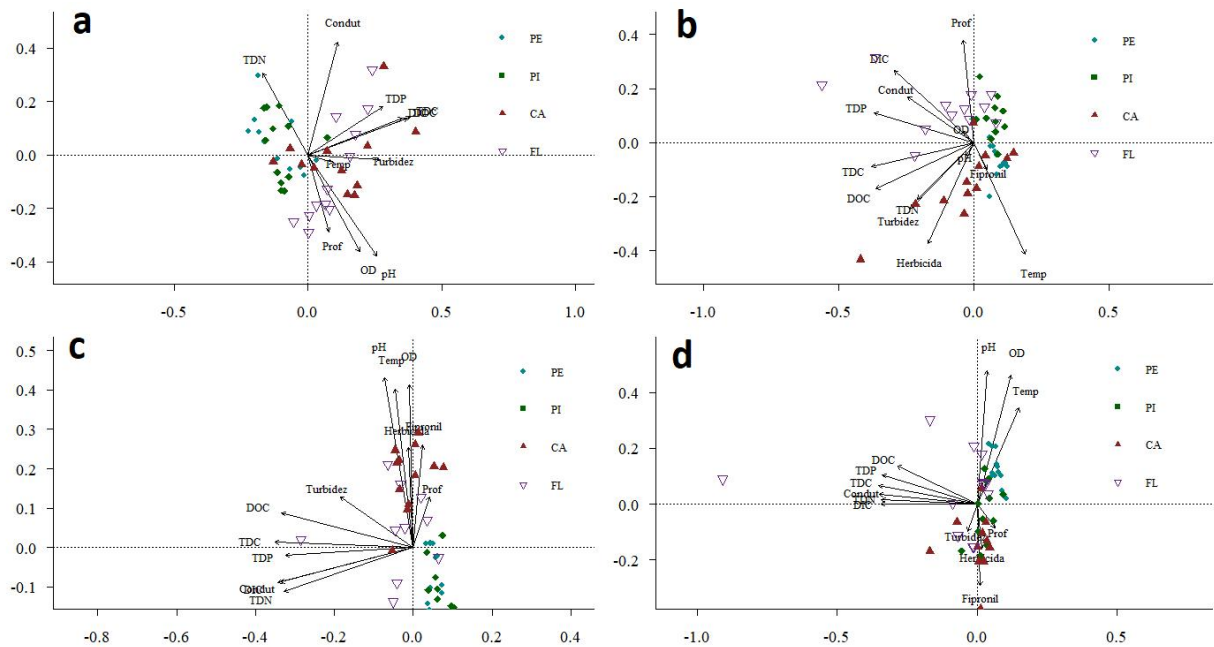 a
Condut
TDN
TDP
TDC
Turbidez
Prof
OD
pH
PE
PI
CA
FL
0.4
0.2
0.0
-0.2
-0.4
-0.5
0.0
0.5
1.0
b
Prof
DIC
Condut
TDP
OD
pH
TDC
Fipronil
DOC
TDN
Turbidez
Herbicida
Temp
PE
PI
CA
FL
0.4
0.2
0.0
-0.2
-0.4
-1.0
-0.5
0.0
0.5
c
pH
OD
Temp
Fipronil
Herbicida
Turbidez
Prof
DOC
TDC
TDP
Condut
TDN
PE
PI
CA
FL
0.5
0.4
0.3
0.2
0.1
0.0
-0.1
-0.8
-0.6
-0.4
-0.2
0.0
0.2
0.4
d
pH
OD
Temp
DOC
TDP
TDC
Condut
TDN
DIC
Turbidez
Prof
Herbicida
Fipronil
PE
PI
CA
FL
0.4
0.2
0.0
-0.2
-1.0
-0.5
0.0
0.5